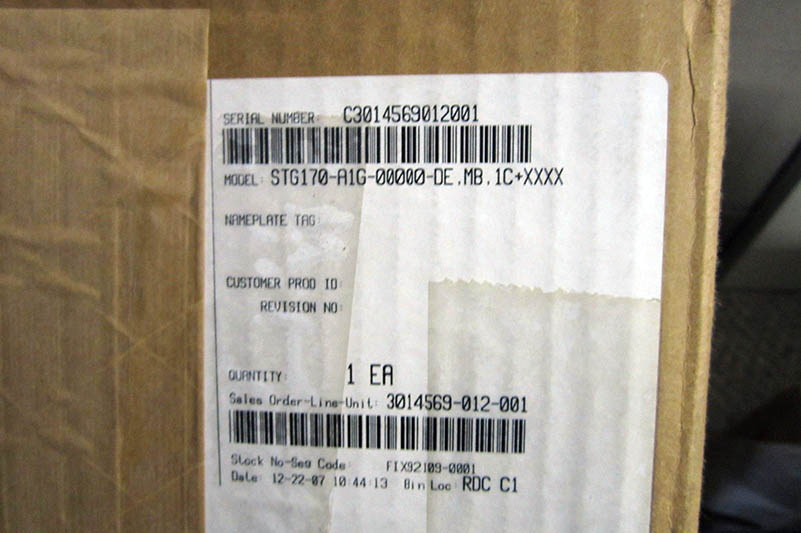 SERIAL NUMBER: C3014569012001
MODEL: STG170-A1G-00000-DE,MB,1C+XXXX
NAMEPLATE TAG:
CUSTOMER PROD ID:
REVISION NO:
QUANTITY: 1 EA
Sales Order-Line-Unit: 3014569-012-001
Stock No-Seg Code: FIX92109-0001
Date: 12-22-07 10:44:13 Bin Loc: RDC C1